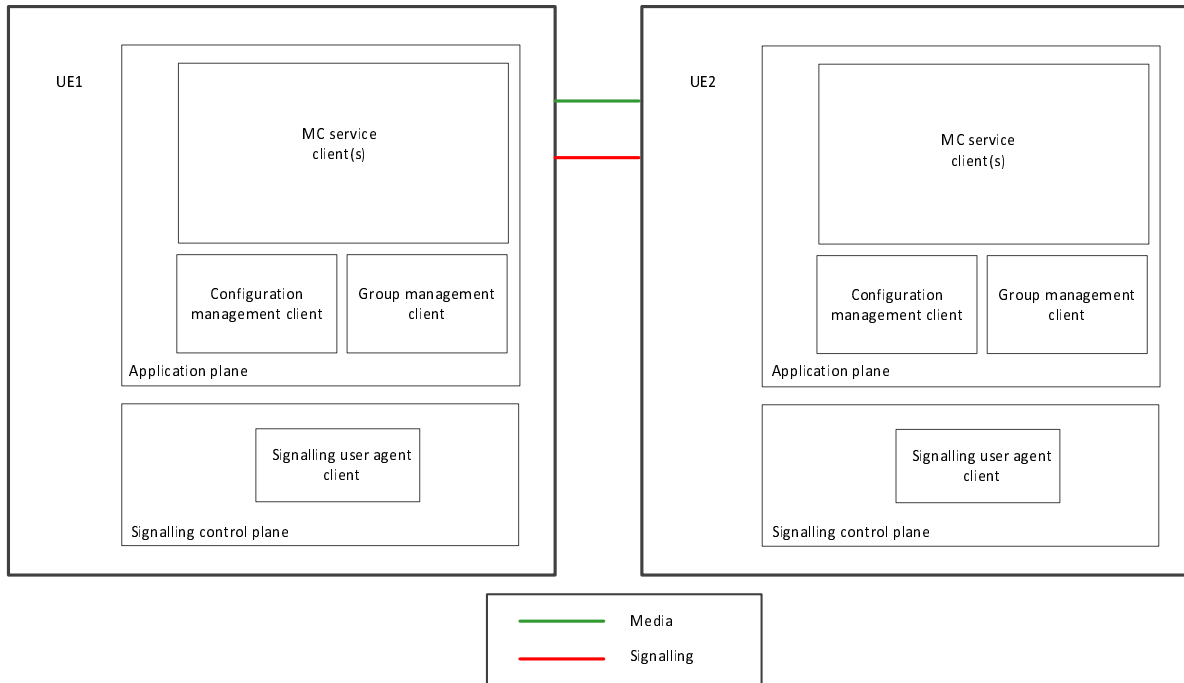 UE1
MC service
client(s)
Configuration
management client
Group management
client
Application plane
Signalling user agent
client
Signalling control plane
UE2
MC service
client(s)
Configuration
management client
Group management
client
Application plane
Signalling user agent
client
Signalling control plane
Media
Signalling